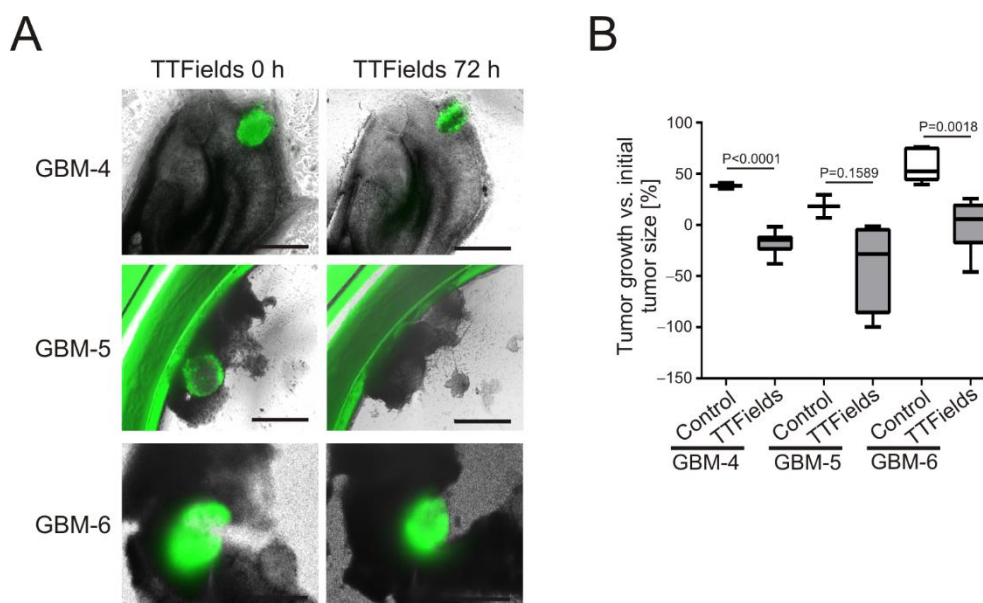 A
TTFields 0 h
TTFields 72 h
GBM-4
GBM-5
GBM-6
B
Tumor growth vs. initial
tumor size [%]
100
50
0
−50
−100
−150
P<0.0001
P=0.1589
P=0.0018
Control
TTFields
Control
TTFields
Control
TTFields
GBM-4
GBM-5
GBM-6